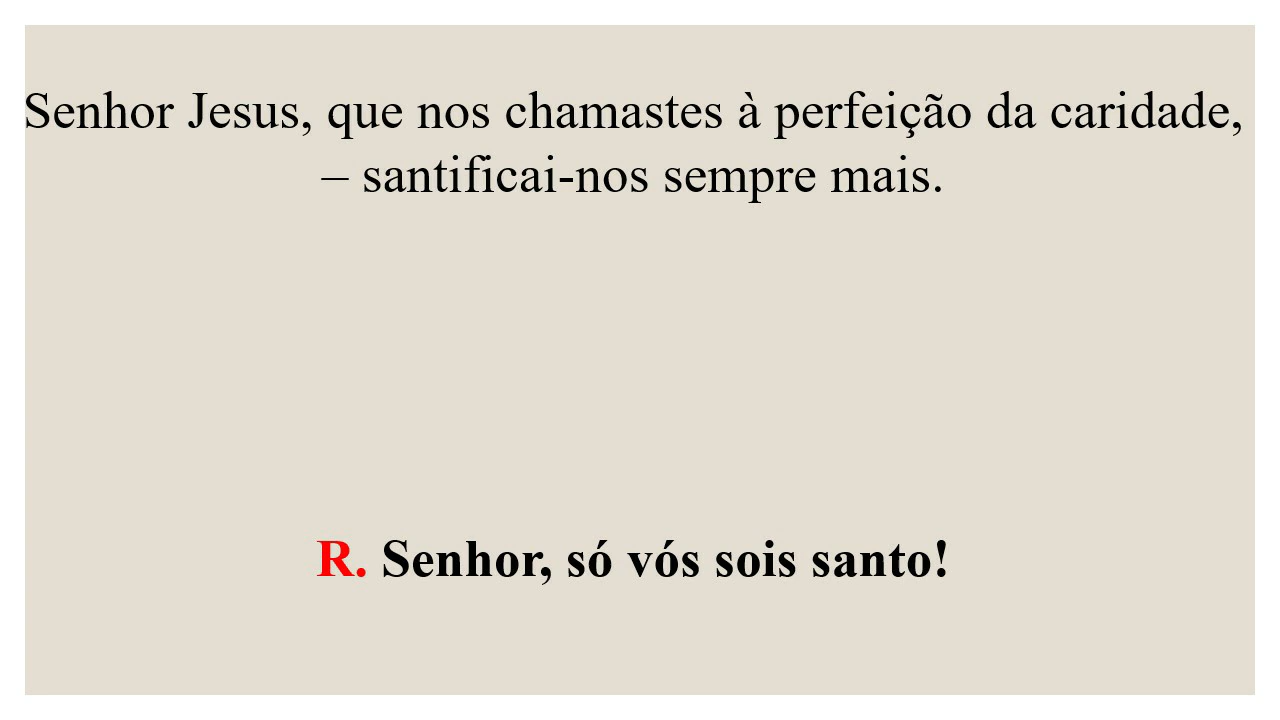 Senhor Jesus, que nos chamastes à perfeição da caridade,
– santificai-nos sempre mais.
R. Senhor, só vós sois santo!